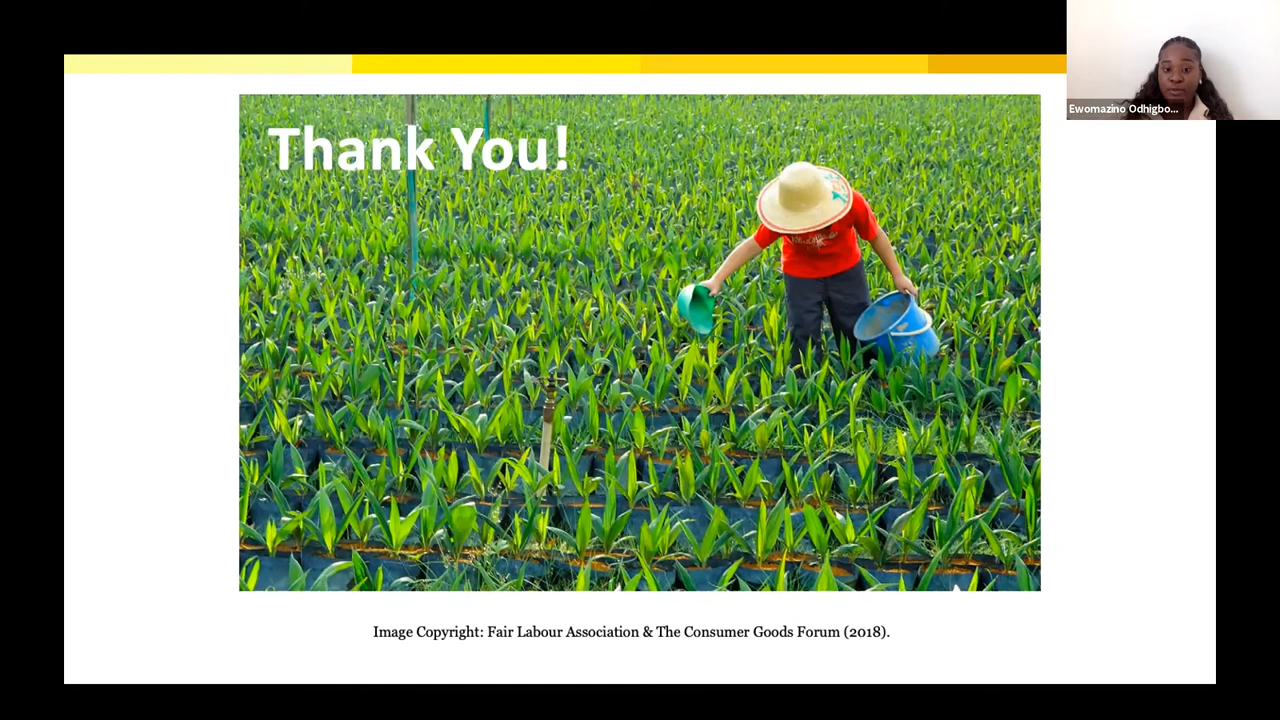 Thank You!
Ewomazino Odhigbo...
Image Copyright: Fair Labour Association & The Consumer Goods Forum (2018).